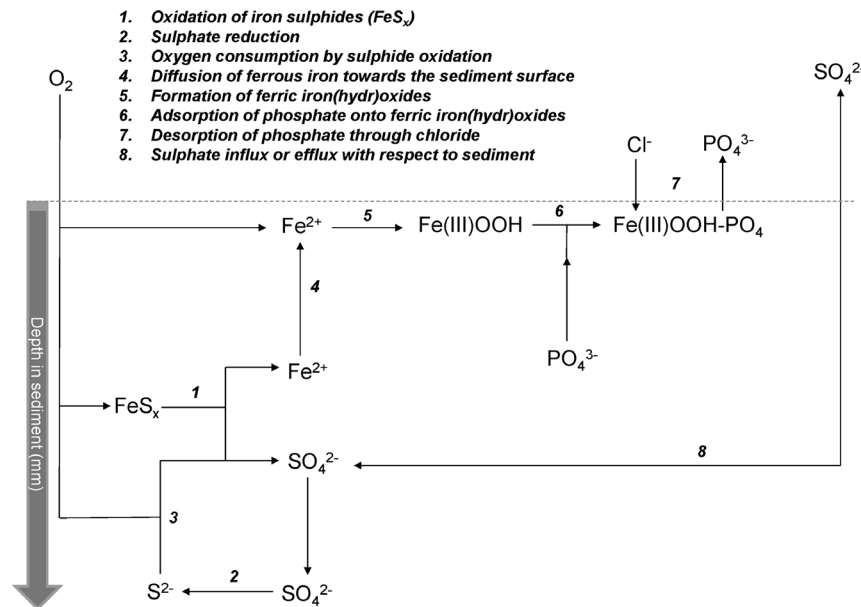 1. Oxidation of iron sulphides (FeSₓ)
2. Sulphate reduction
3. Oxygen consumption by sulphide oxidation
4. Diffusion of ferrous iron towards the sediment surface
5. Formation of ferric iron(hydr)oxides
6. Adsorption of phosphate onto ferric iron(hydr)oxides
7. Desorption of phosphate through chloride
8. Sulphate influx or efflux with respect to sediment
O₂
SO₄²⁻
Cl⁻
PO₄³⁻
7
Fe²⁺
5
Fe(III)OOH
6
Fe(III)OOH-PO₄
4
PO₄³⁻
Fe²⁺
Depth in sediment (mm)
FeSₓ
1
SO₄²⁻
8
3
S²⁻
2
SO₄²⁻